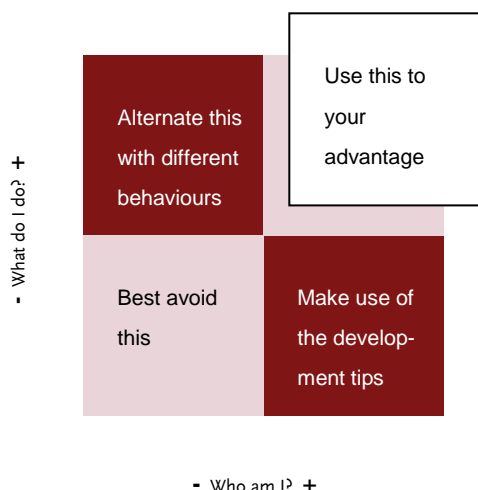 Use this to
your
advantage
Alternate this
with different
behaviours
- What do I do? +
Best avoid
this
Make use of
the develop-
ment tips
- Who am I? +